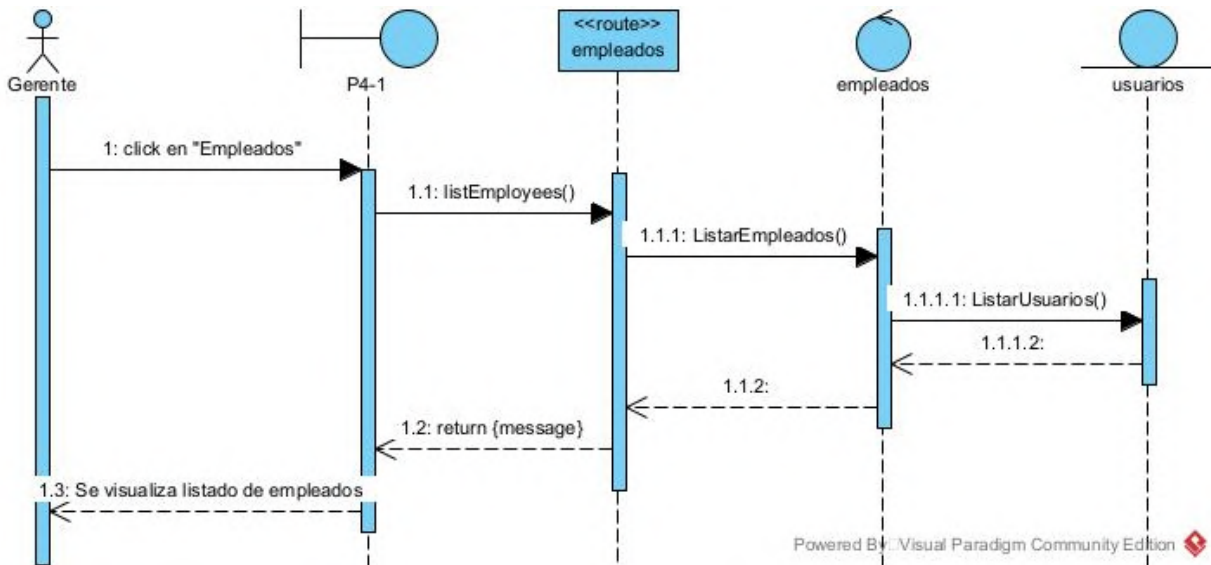 <<route>>
empleados
Gerente
P4-1
empleados
usuarios
1: click en "Empleados"
1.1: listEmployees()
1.1.1: ListarEmpleados()
1.1.1.1: ListarUsuarios()
1.1.1.2:
1.1.2:
1.2: return {message}
1.3: Se visualiza listado de empleados
Powered By Visual Paradigm Community Edition